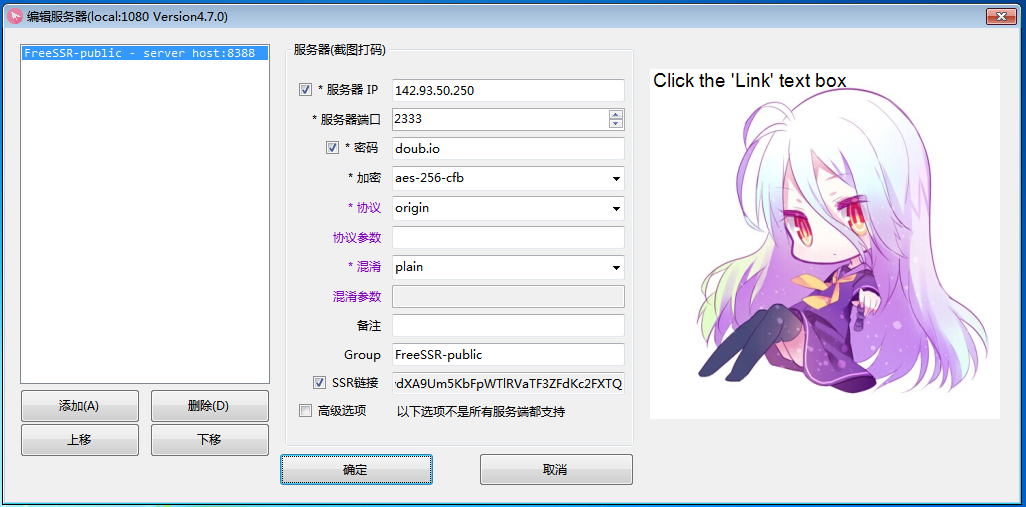 编辑服务器(local:1080 Version4.7.0)
FreeSSR-public - server host:8388
服务器(截图打码)
* 服务器 IP 142.93.50.250
* 服务器端口 2333
* 密码 doub.io
* 加密 aes-256-cfb
* 协议 origin
协议参数
* 混淆 plain
混淆参数
备注
Group FreeSSR-public
SSR链接 dXA9Um5KbFpWTlRVaTF3ZFdKc2FXTQ
高级选项 以下选项不是所有服务端都支持
添加(A) 删除(D)
上移 下移
确定 取消
Click the 'Link' text box